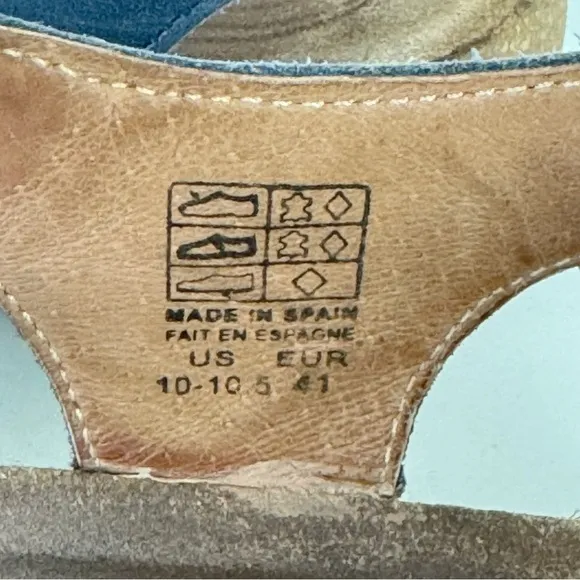 MADE IN SPAIN
FAIT EN ESPAGNE
US EUR
10-10.5 41